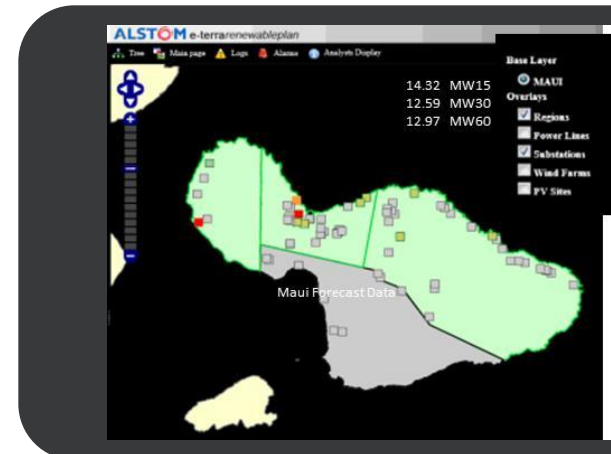 ALSTOM e-terrarenewableplan
Tree Main page Logs Alarms Analysts Display
Base Layer
MAUI
Overlays
Regions
Power Lines
Substations
Wind Farms
PV Sites
14.32 MW15
12.59 MW30
12.97 MW60
Maui Forecast Data